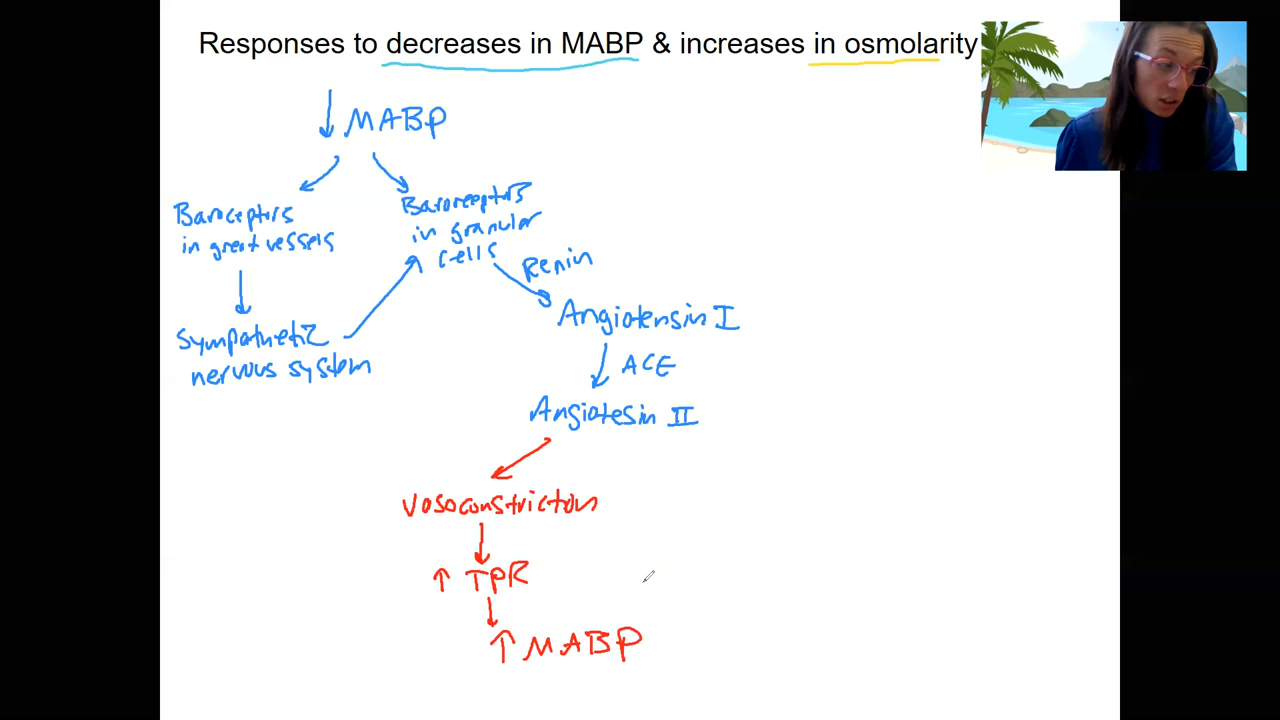 Responses to decreases in MABP & increases in osmolarity
↓ MABP
Baroceptors
in great vessels
Baroreceptors
in granular
cells
Renin
Sympathetic
nervous system
Angiotensin I
ACE
Angiotesin II
Vasoconstriction
↑ TPR
↑ MABP